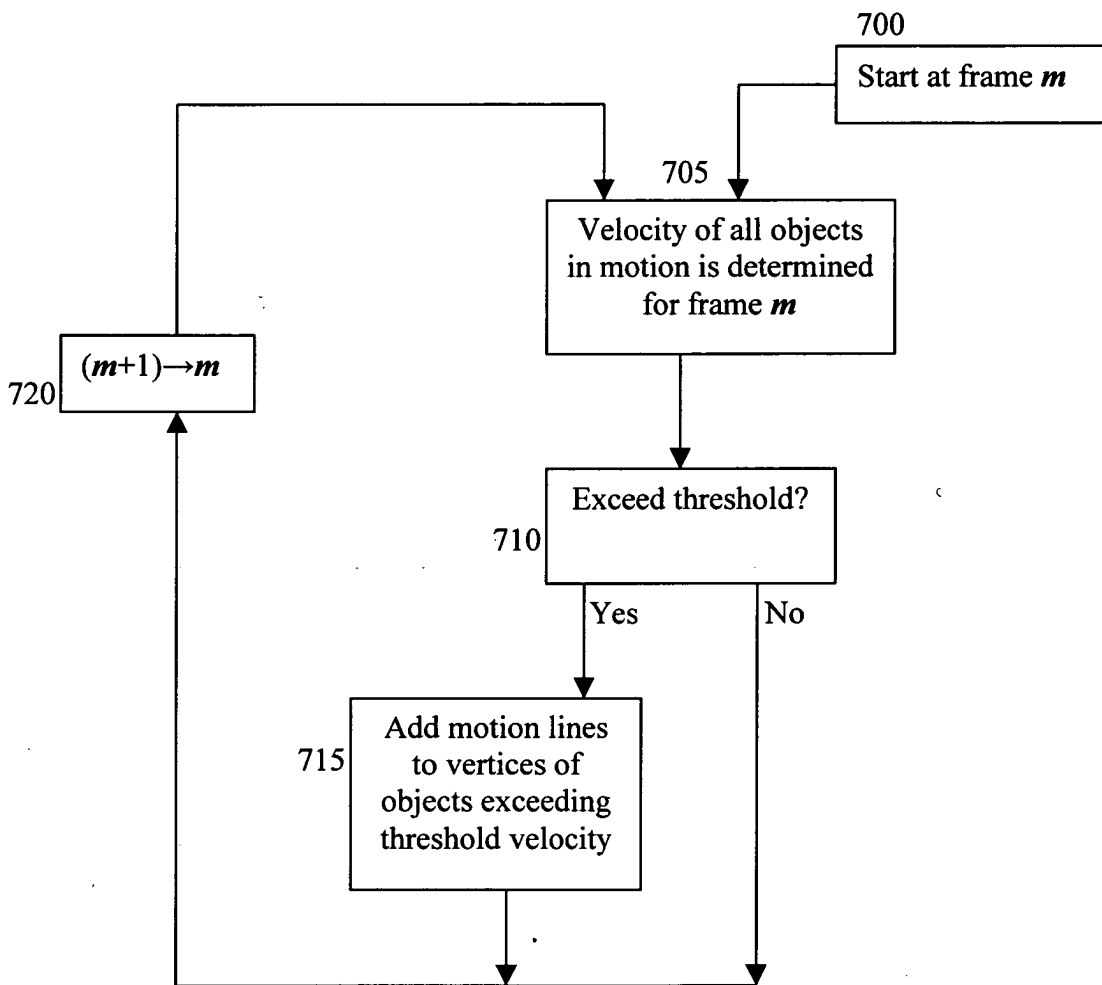 700
Start at frame m
705
Velocity of all objects
in motion is determined
for frame m
(m+1)→m
720
Exceed threshold?
710
Yes
No
Add motion lines
to vertices of
objects exceeding
threshold velocity
715